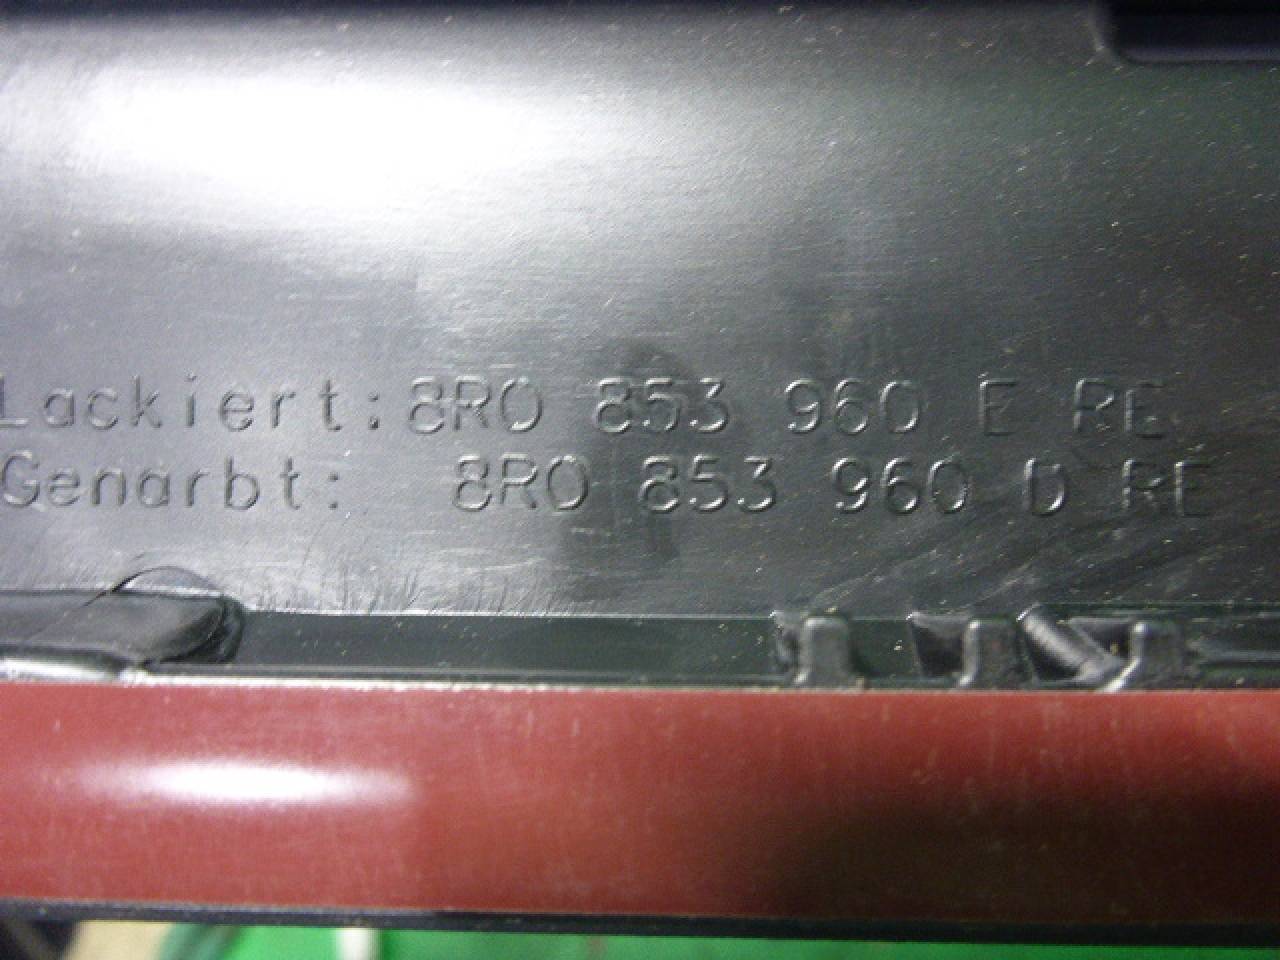 Lackiert: 8R0 853 960 E RE
Genarbt: 8R0 853 960 D RE